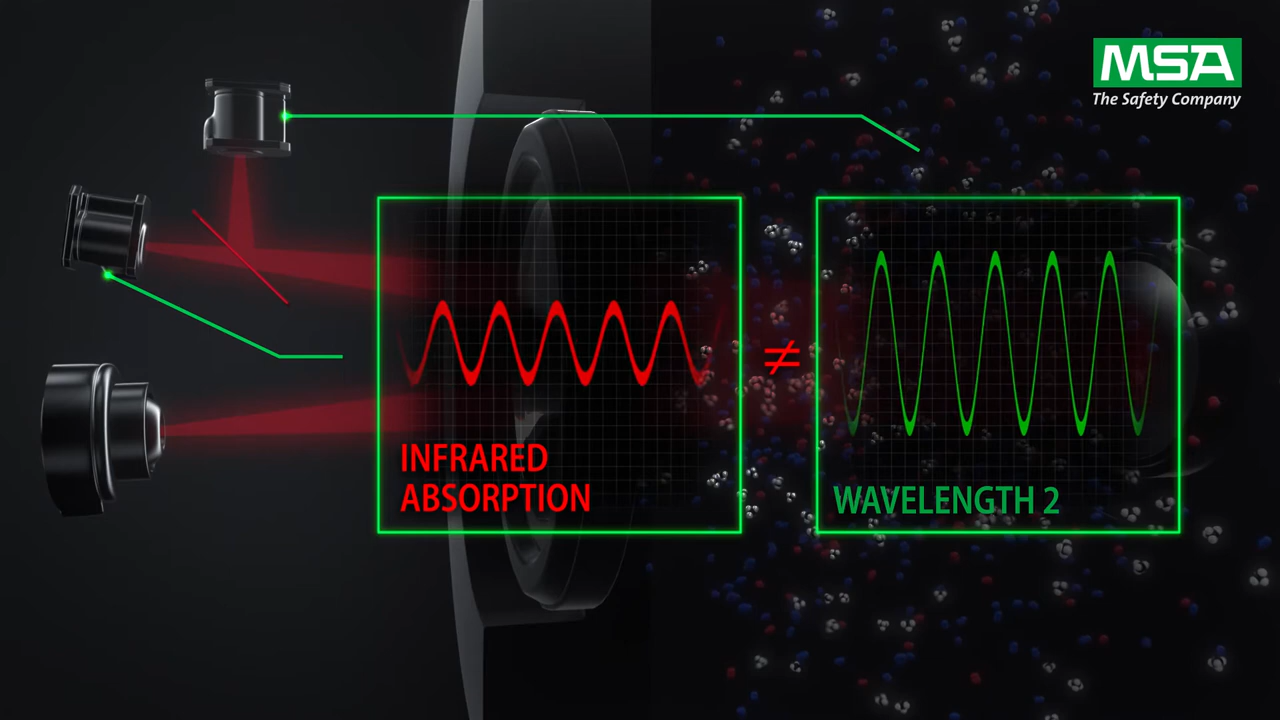 MSA
The Safety Company
INFRARED
ABSORPTION
≠
WAVELENGTH 2